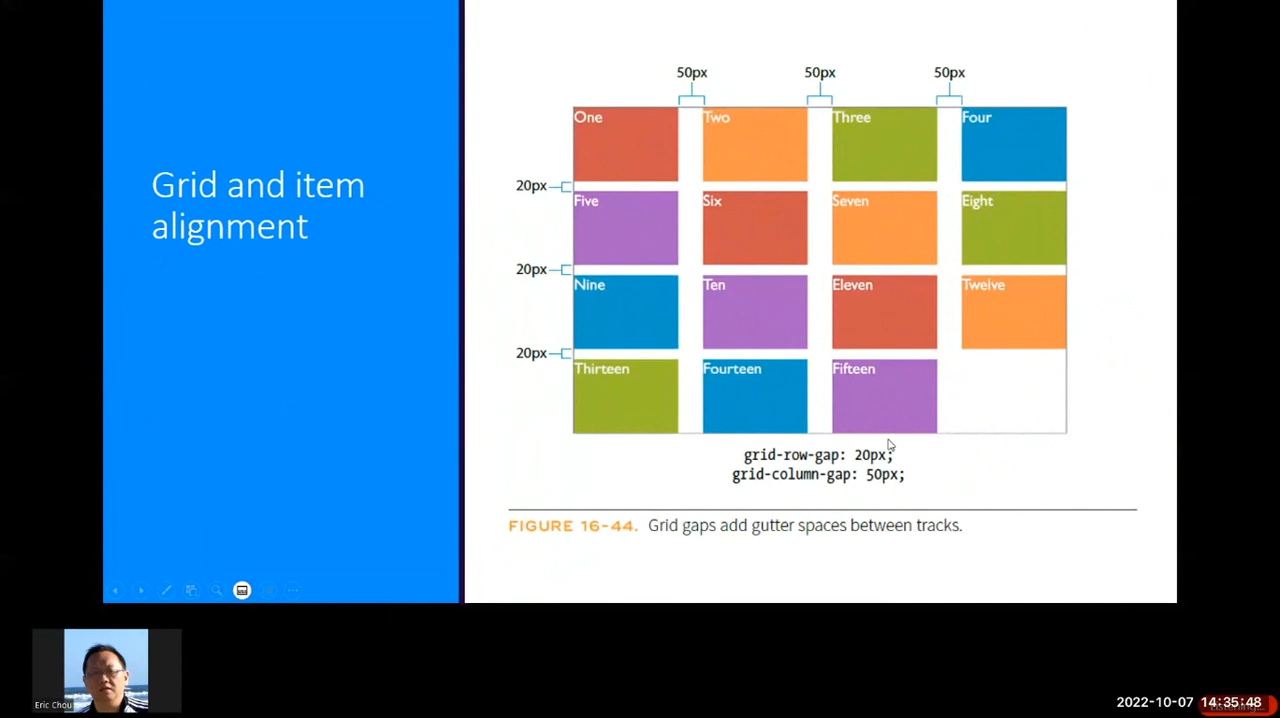 50px 50px 50px
One Two Three Four
20px
Five Six Seven Eight
20px
Nine Ten Eleven Twelve
20px
Thirteen Fourteen Fifteen
Grid and item
alignment
grid-row-gap: 20px;
grid-column-gap: 50px;
FIGURE 16-44. Grid gaps add gutter spaces between tracks.
Eric Chou
2022-10-07 14:35:48
Listening...